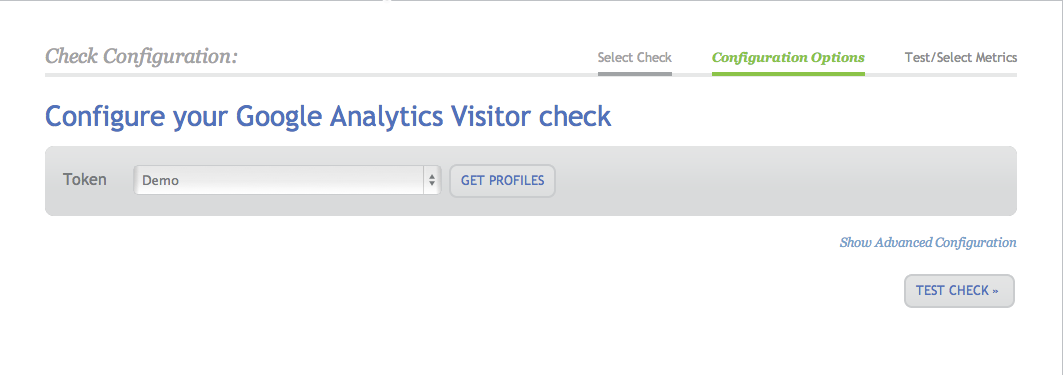 Check Configuration:
Select Check
Configuration Options
Test/Select Metrics
Configure your Google Analytics Visitor check
Token
Demo
GET PROFILES
Show Advanced Configuration
TEST CHECK »